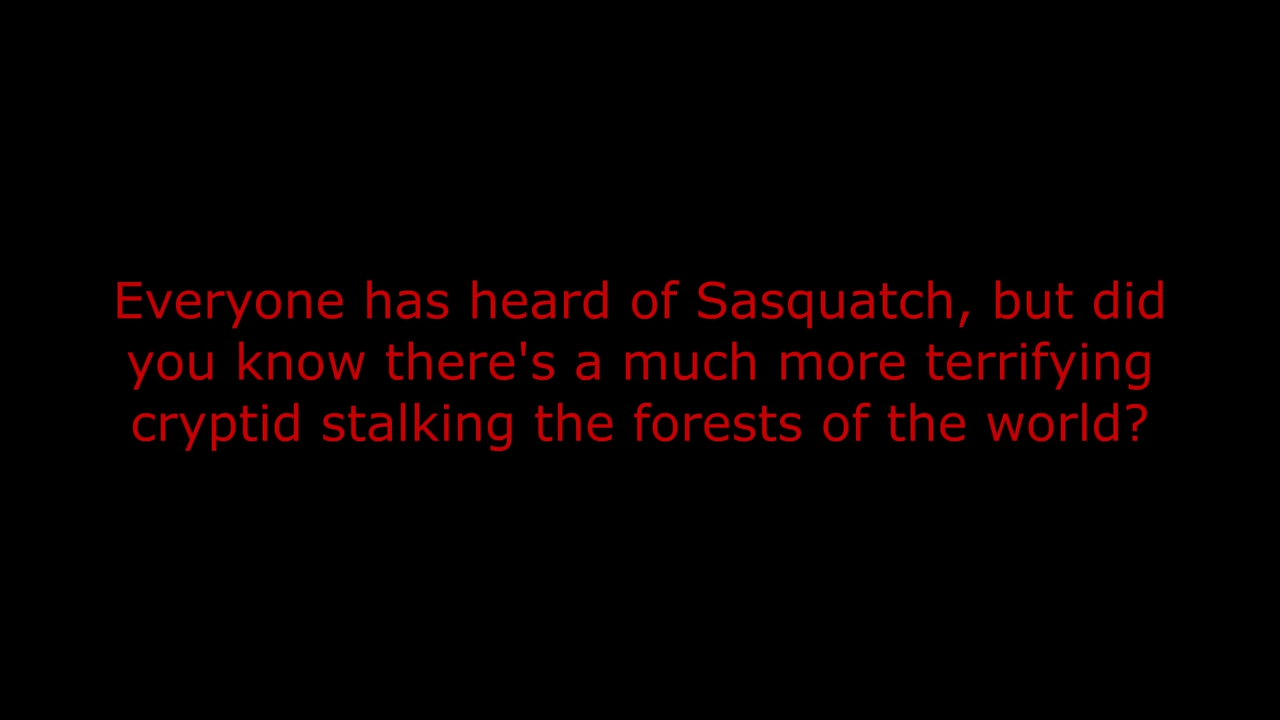 Everyone has heard of Sasquatch, but did
you know there's a much more terrifying
cryptid stalking the forests of the world?